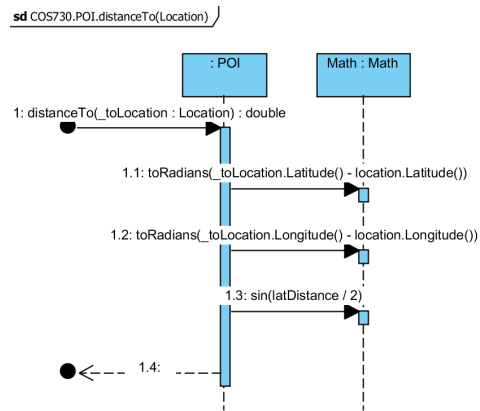 sd COS730.POI.distanceTo(Location)
: POI
Math : Math
1: distanceTo(_toLocation : Location) : double
1.1: toRadians(_toLocation.Latitude() - location.Latitude())
1.2: toRadians(_toLocation.Longitude() - location.Longitude())
1.3: sin(latDistance / 2)
1.4: